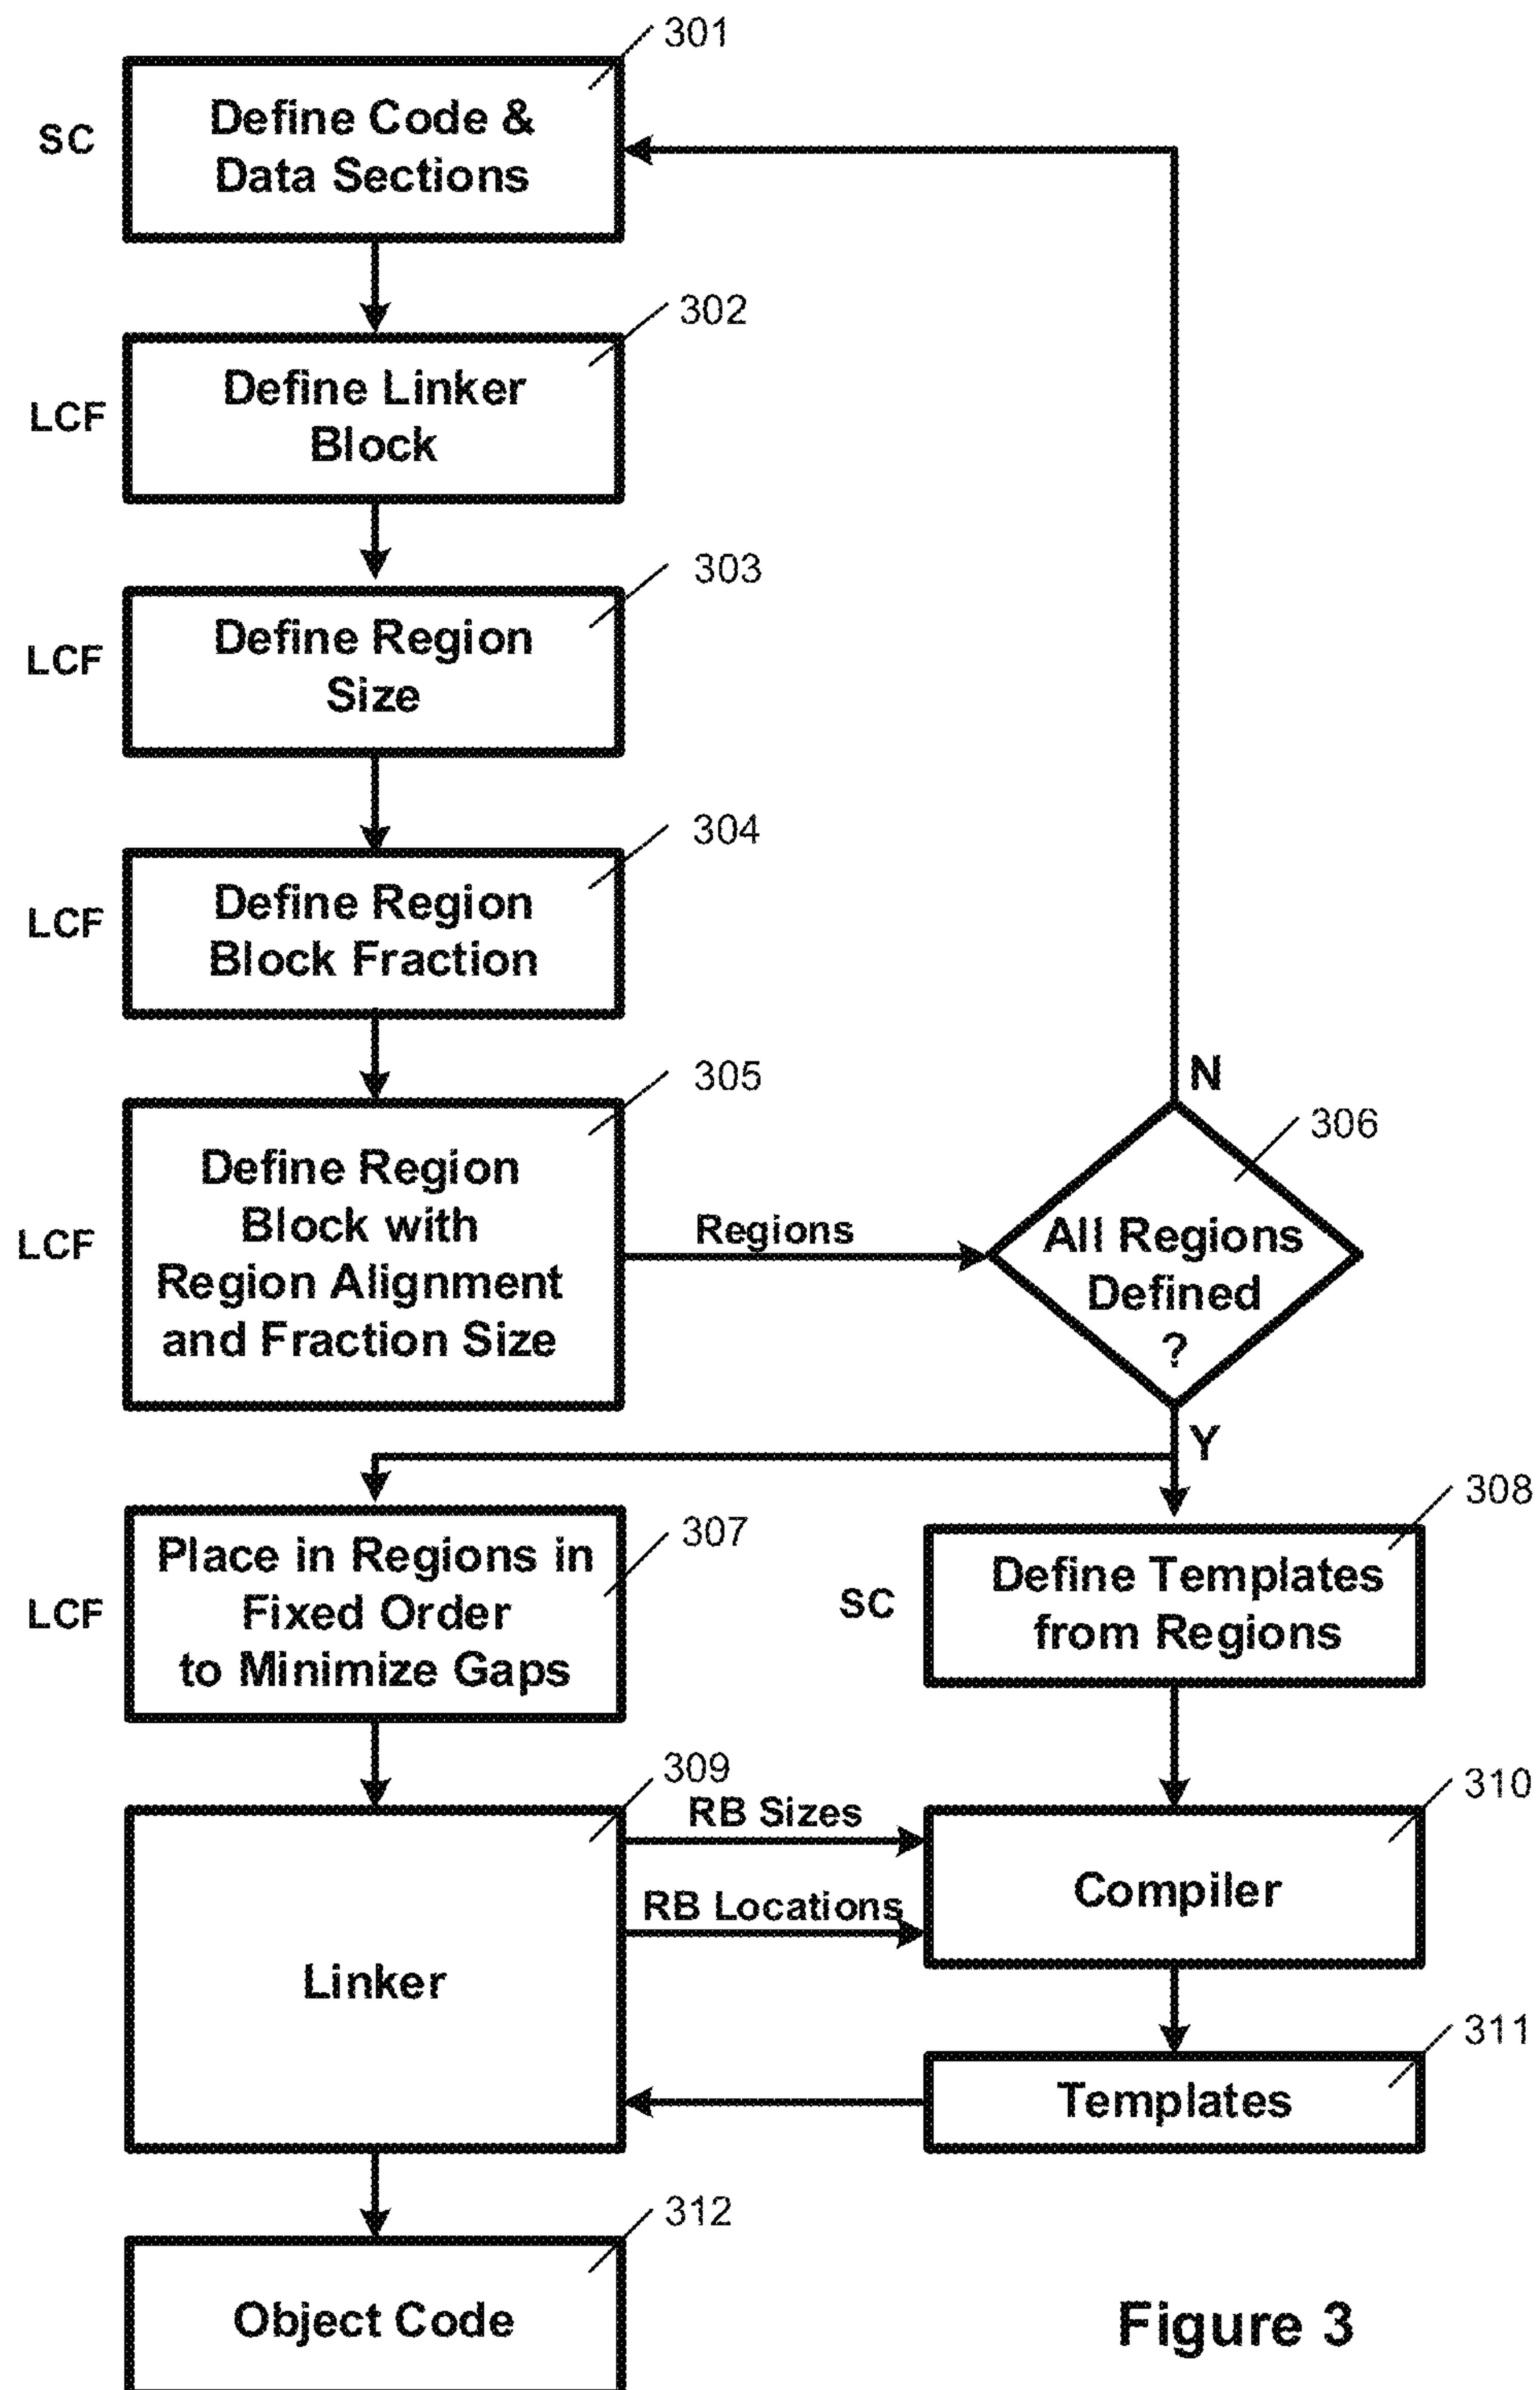 301
SC
Define Code &
Data Sections
302
LCF
Define Linker
Block
303
LCF
Define Region
Size
304
LCF
Define Region
Block Fraction
305
LCF
Define Region
Block with
Region Alignment
and Fraction Size
Regions
N
306
All Regions
Defined
?
Y
307
LCF
Place in Regions in
Fixed Order
to Minimize Gaps
308
SC
Define Templates
from Regions
309
Linker
RB Sizes
RB Locations
310
Compiler
311
Templates
312
Object Code
Figure 3